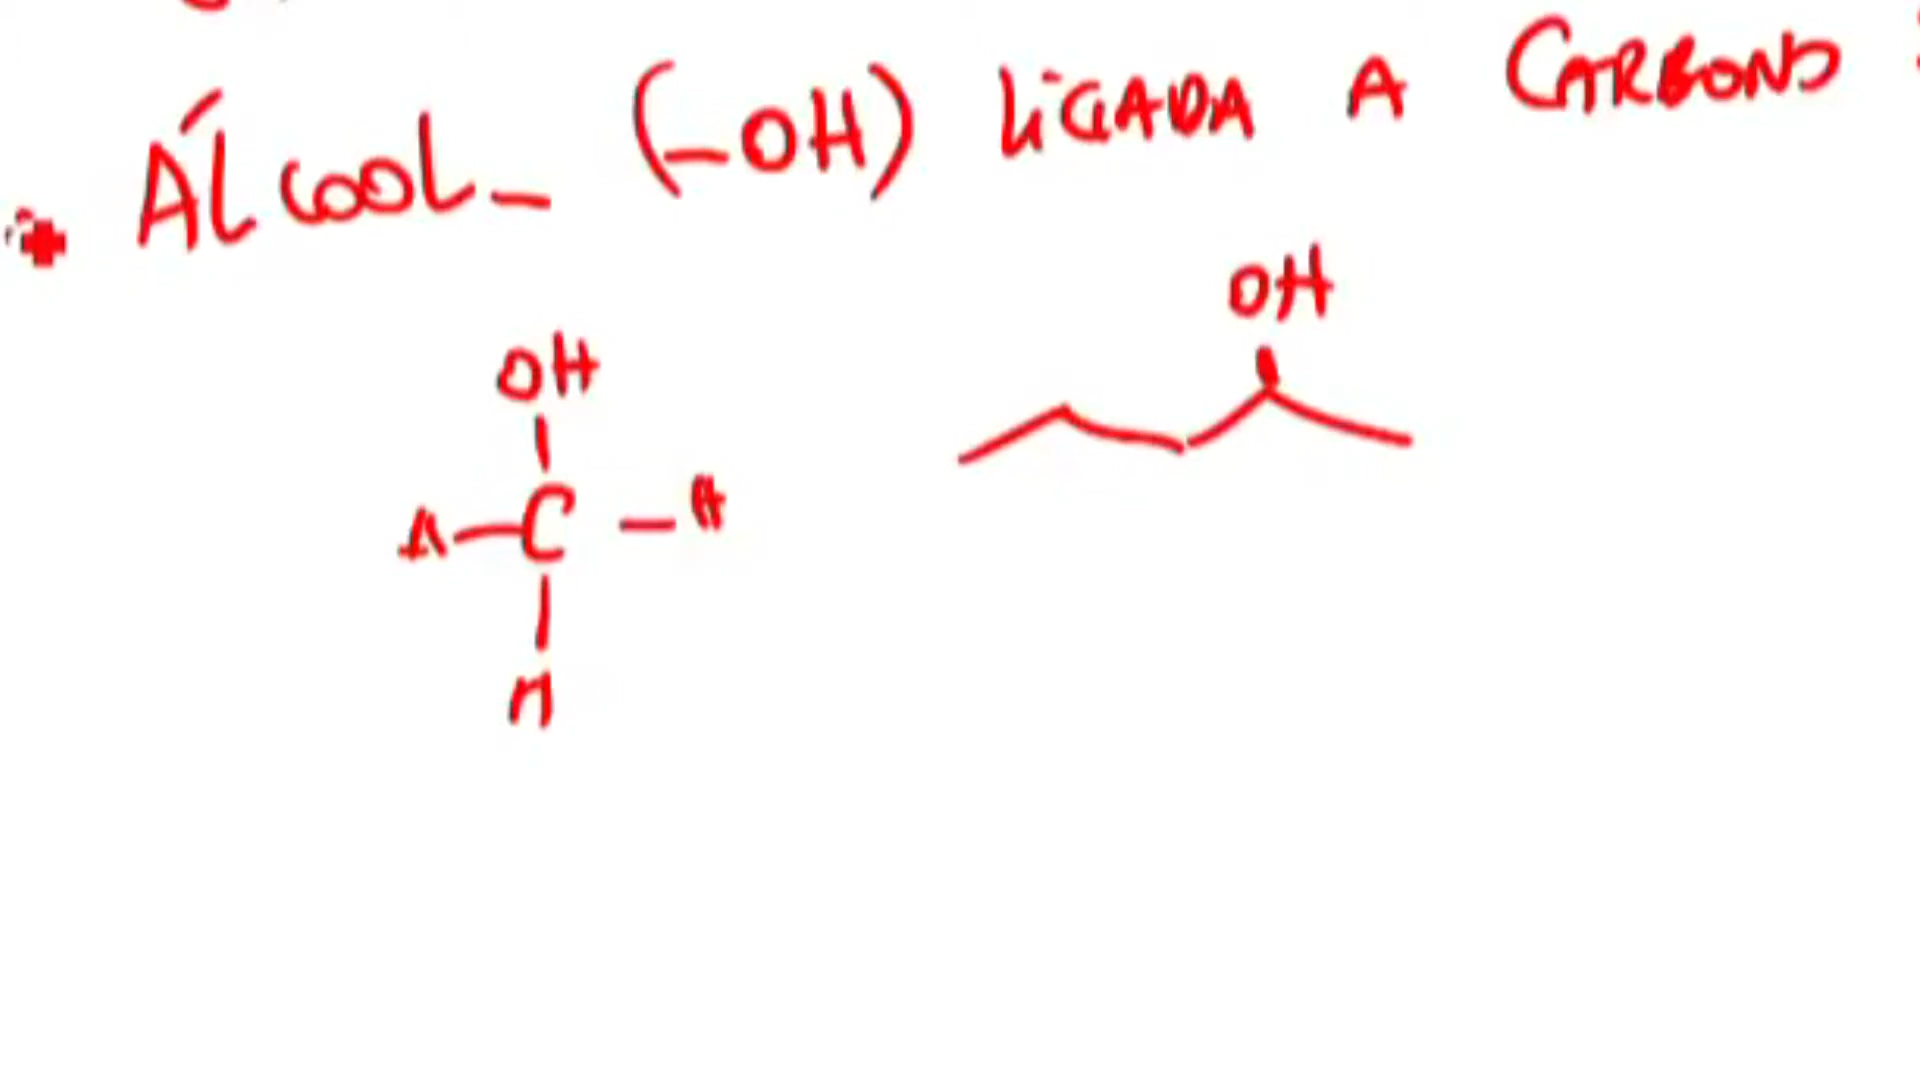 Álcool - (-OH) LIGADA A CARBONO
OH
OH
C - H
H